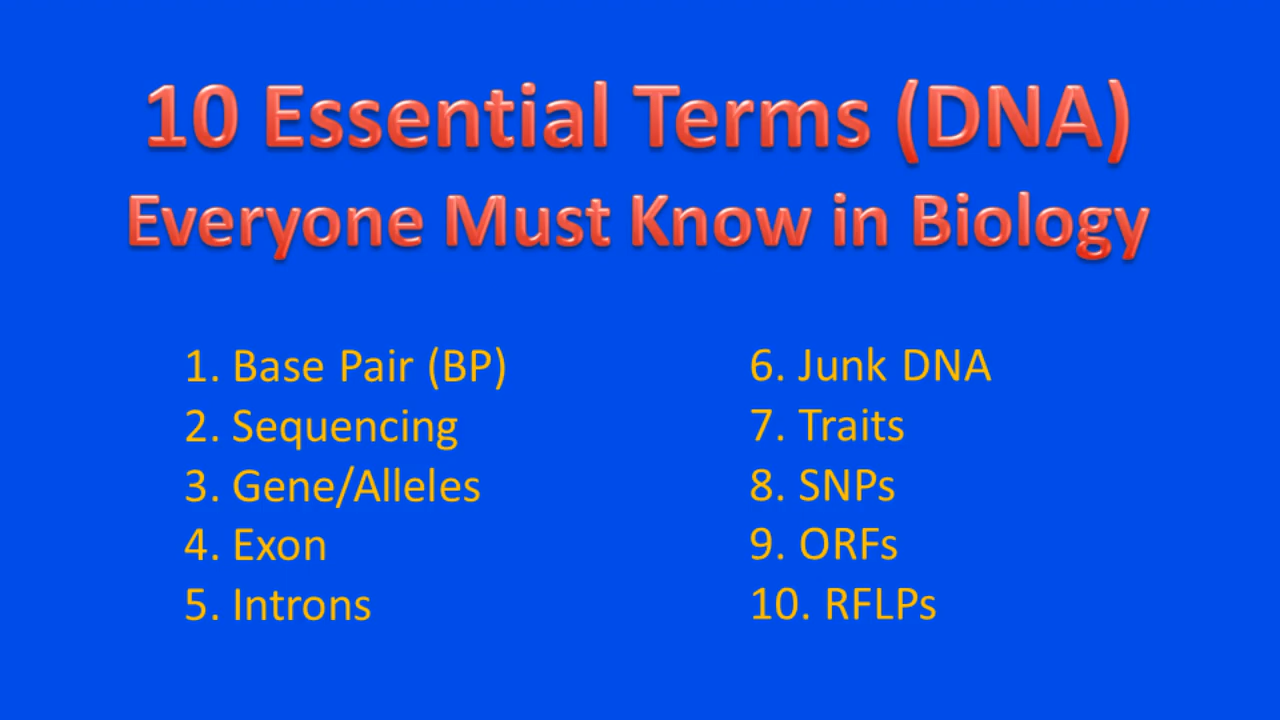 10 Essential Terms (DNA)
Everyone Must Know in Biology
1. Base Pair (BP)
2. Sequencing
3. Gene/Alleles
4. Exon
5. Introns
6. Junk DNA
7. Traits
8. SNPs
9. ORFs
10. RFLPs